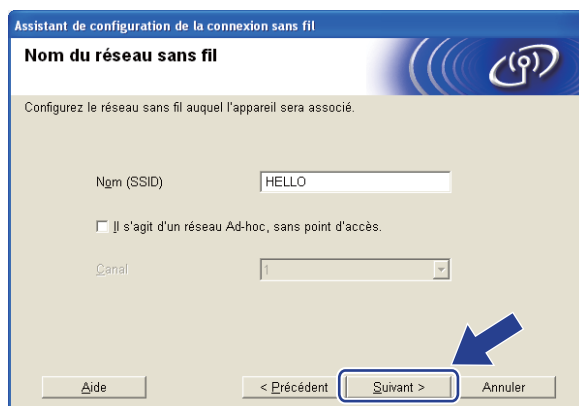 Assistant de configuration de la connexion sans fil
Nom du réseau sans fil
Configurez le réseau sans fil auquel l'appareil sera associé.
Nom (SSID) HELLO
Il s'agit d'un réseau Ad-hoc, sans point d'accès.
Canal 1
Aide < Précédent Suivant > Annuler